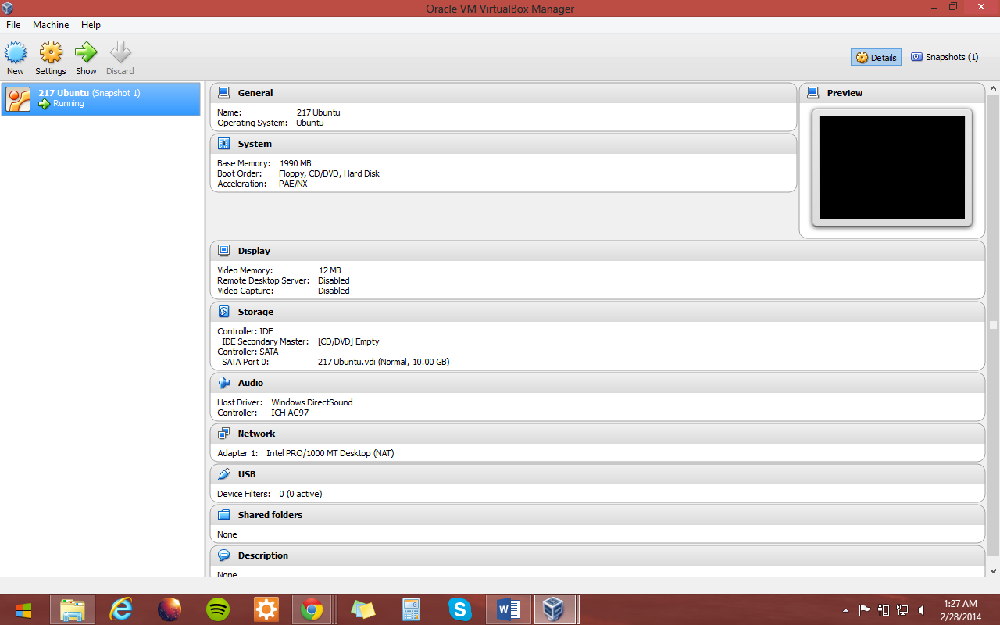 Oracle VM VirtualBox Manager
File Machine Help
New Settings Show Discard
Details Snapshots (1)
217 Ubuntu (Snapshot 1)
Running
General
Name: 217 Ubuntu
Operating System: Ubuntu
Preview
System
Base Memory: 1990 MB
Boot Order: Floppy, CD/DVD, Hard Disk
Acceleration: PAE/NX
Display
Video Memory: 12 MB
Remote Desktop Server: Disabled
Video Capture: Disabled
Storage
Controller: IDE
IDE Secondary Master: [CD/DVD] Empty
Controller: SATA
SATA Port 0: 217 Ubuntu.vdi (Normal, 10.00 GB)
Audio
Host Driver: Windows DirectSound
Controller: ICH AC97
Network
Adapter 1: Intel PRO/1000 MT Desktop (NAT)
USB
Device Filters: 0 (0 active)
Shared folders
None
Description
None
1:27 AM
2/28/2014